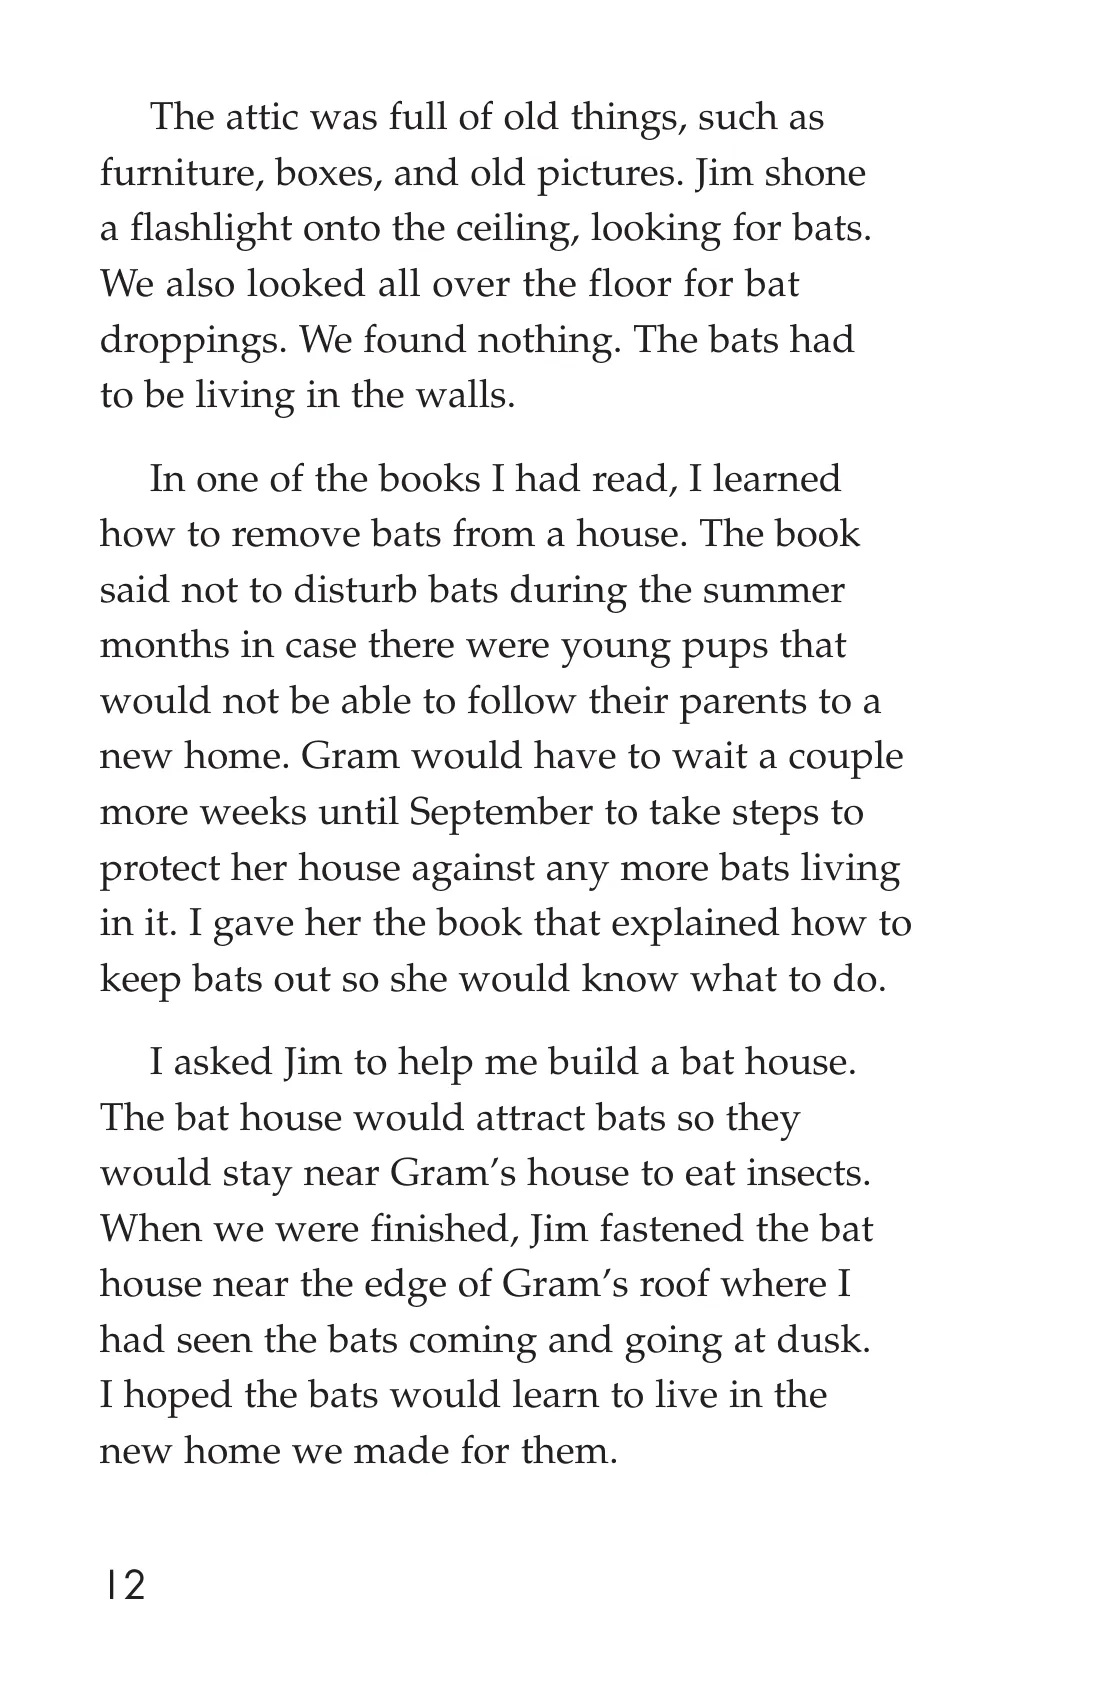 The attic was full of old things, such as
furniture, boxes, and old pictures. Jim shone
a flashlight onto the ceiling, looking for bats.
We also looked all over the floor for bat
droppings. We found nothing. The bats had
to be living in the walls.
In one of the books I had read, I learned
how to remove bats from a house. The book
said not to disturb bats during the summer
months in case there were young pups that
would not be able to follow their parents to a
new home. Gram would have to wait a couple
more weeks until September to take steps to
protect her house against any more bats living
in it. I gave her the book that explained how to
keep bats out so she would know what to do.
I asked Jim to help me build a bat house.
The bat house would attract bats so they
would stay near Gram’s house to eat insects.
When we were finished, Jim fastened the bat
house near the edge of Gram’s roof where I
had seen the bats coming and going at dusk.
I hoped the bats would learn to live in the
new home we made for them.
12